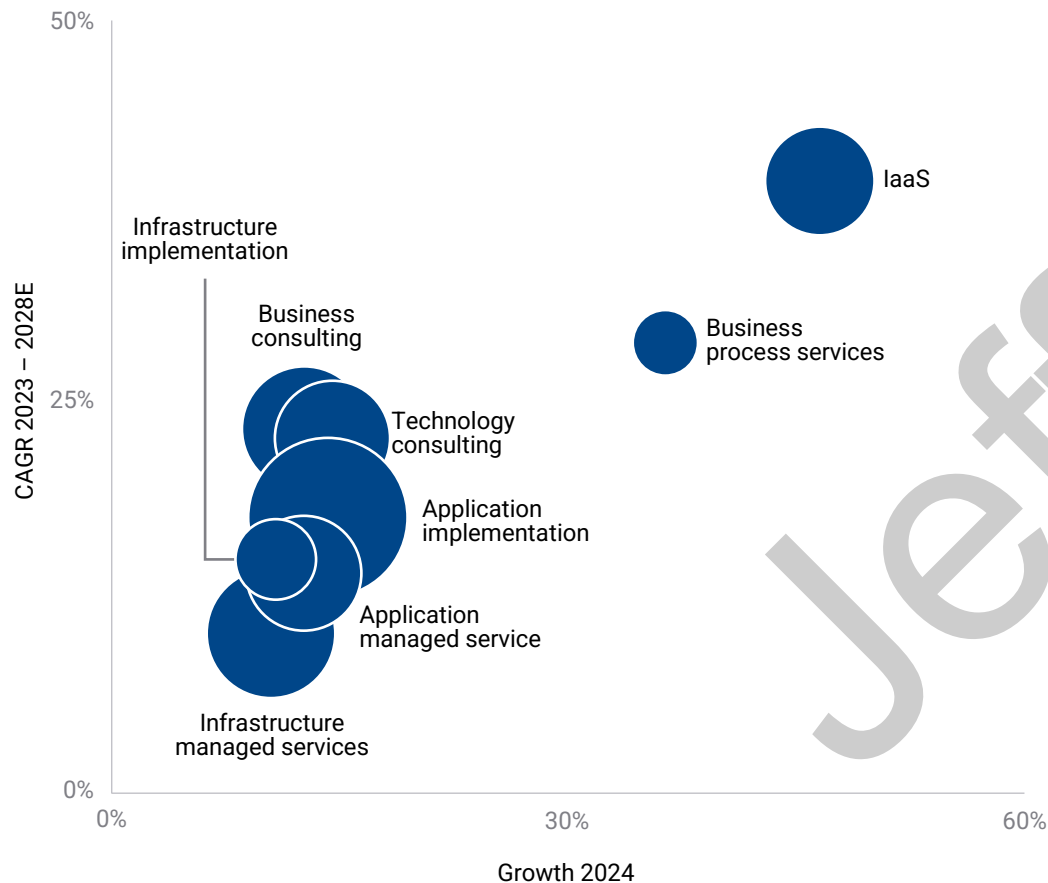 50%
IaaS
Infrastructure
implementation
Business
consulting
Business
process services
CAGR 2023 – 2028E
25%
Technology
consulting
Application
implementation
Application
managed service
Infrastructure
managed services
0%
0%
30%
60%
Growth 2024